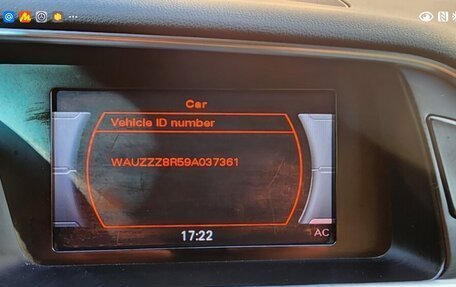 Car
Vehicle ID number
WAUZZZ8R59A037361
17:22
AC